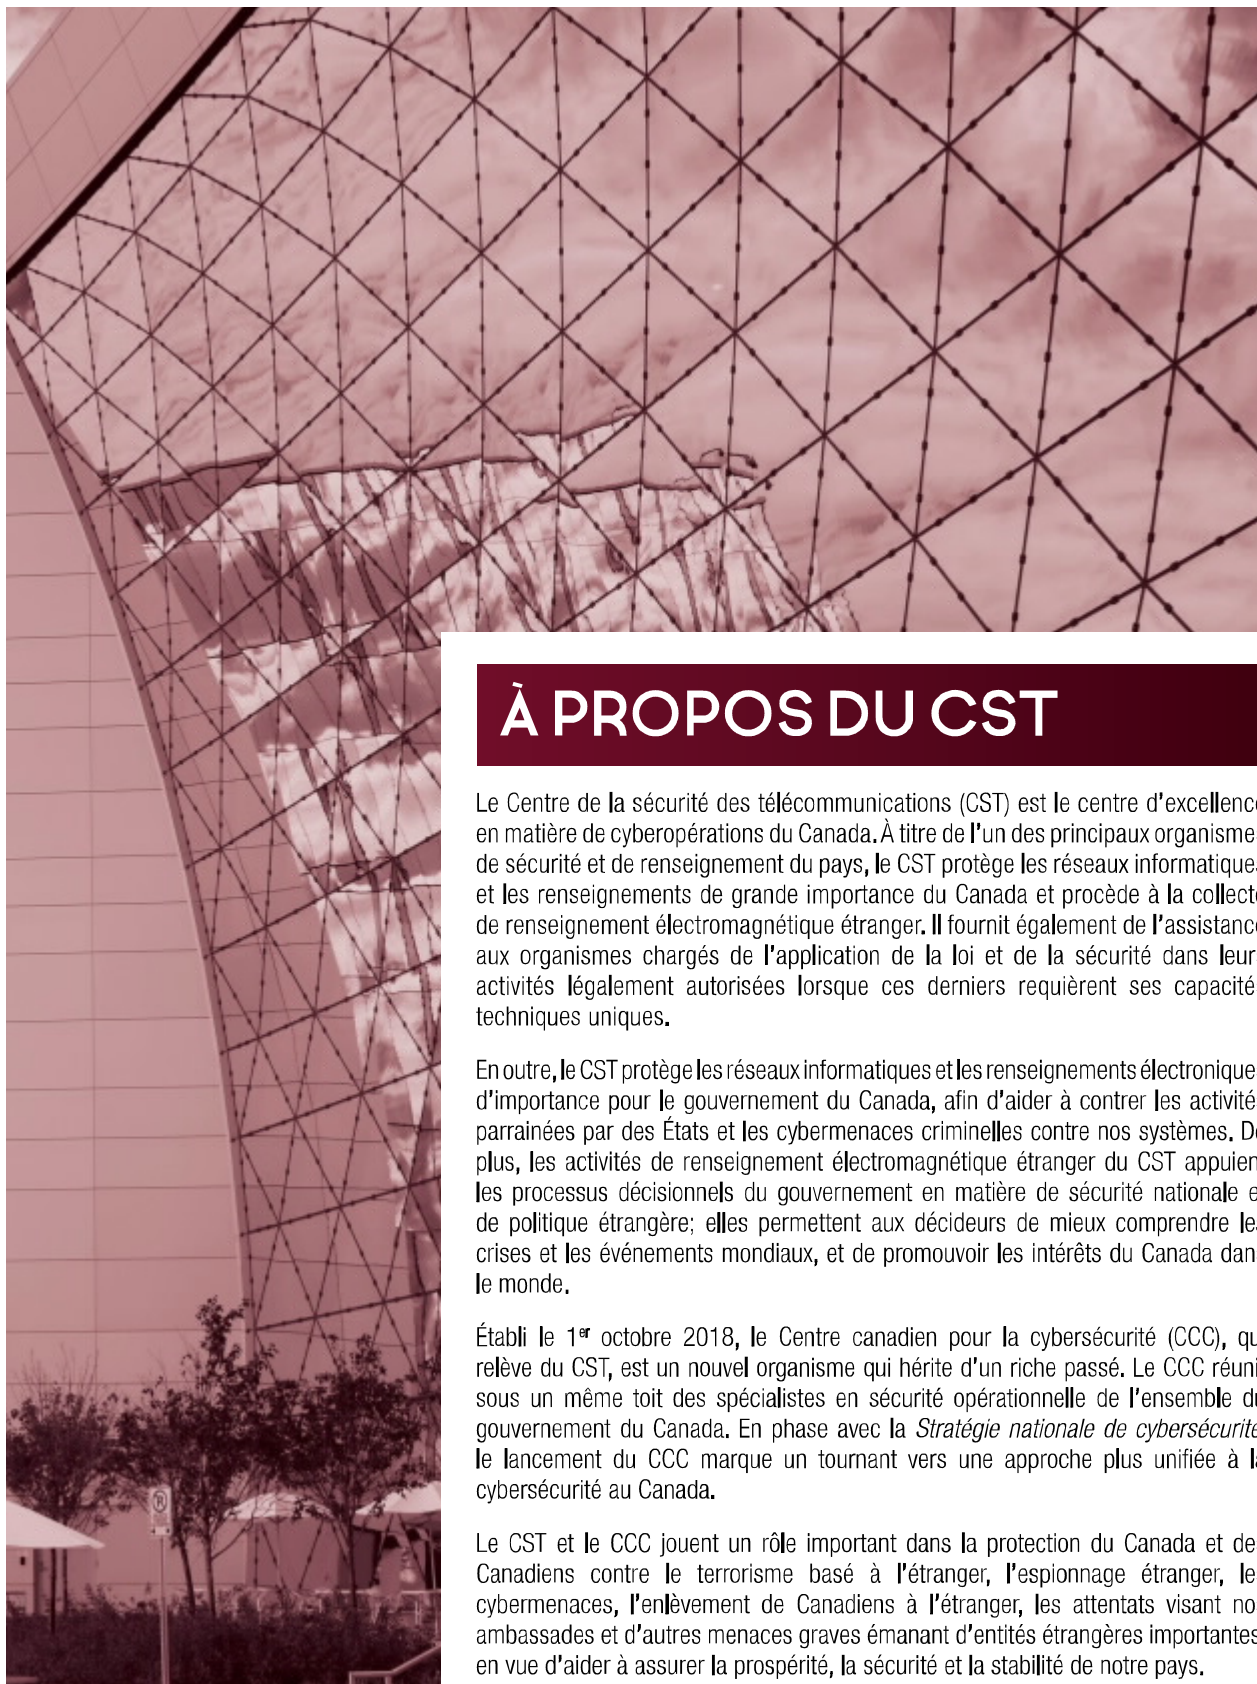 À PROPOS DU CST
Le Centre de la sécurité des télécommunications (CST) est le centre d'excellence
en matière de cyberopérations du Canada. À titre de l'un des principaux organisme
de sécurité et de renseignement du pays, le CST protège les réseaux informatiques
et les renseignements de grande importance du Canada et procède à la collecte
de renseignement électromagnétique étranger. Il fournit également de l'assistance
aux organismes chargés de l'application de la loi et de la sécurité dans leur
activités légalement autorisées lorsque ces derniers requièrent ses capacité
techniques uniques.
En outre, le CST protège les réseaux informatiques et les renseignements électronique
d'importance pour le gouvernement du Canada, afin d'aider à contrer les activité
parrainées par des États et les cybermenaces criminelles contre nos systèmes. De
plus, les activités de renseignement électromagnétique étranger du CST appuien
les processus décisionnels du gouvernement en matière de sécurité nationale e
de politique étrangère; elles permettent aux décideurs de mieux comprendre les
crises et les événements mondiaux, et de promouvoir les intérêts du Canada dan
le monde.
Établi le 1er octobre 2018, le Centre canadien pour la cybersécurité (CCC), qu
relève du CST, est un nouvel organisme qui hérite d'un riche passé. Le CCC réuni
sous un même toit des spécialistes en sécurité opérationnelle de l'ensemble du
gouvernement du Canada. En phase avec la Stratégie nationale de cybersécurité
le lancement du CCC marque un tournant vers une approche plus unifiée à la
cybersécurité au Canada.
Le CST et le CCC jouent un rôle important dans la protection du Canada et de
Canadiens contre le terrorisme basé à l'étranger, l'espionnage étranger, le
cybermenaces, l'enlèvement de Canadiens à l'étranger, les attentats visant no
ambassades et d'autres menaces graves émanant d'entités étrangères importantes
en vue d'aider à assurer la prospérité, la sécurité et la stabilité de notre pays.